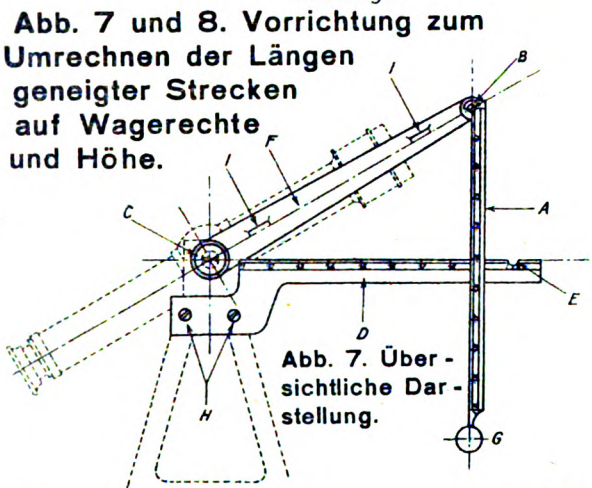 Abb. 7 und 8. Vorrichtung zum
Umrechnen der Längen
geneigter Strecken
auf Wagerechte
und Höhe.
B
I
F
I
C
A
E
D
Abb. 7. Über-
sichtliche Dar-
stellung.
H
G